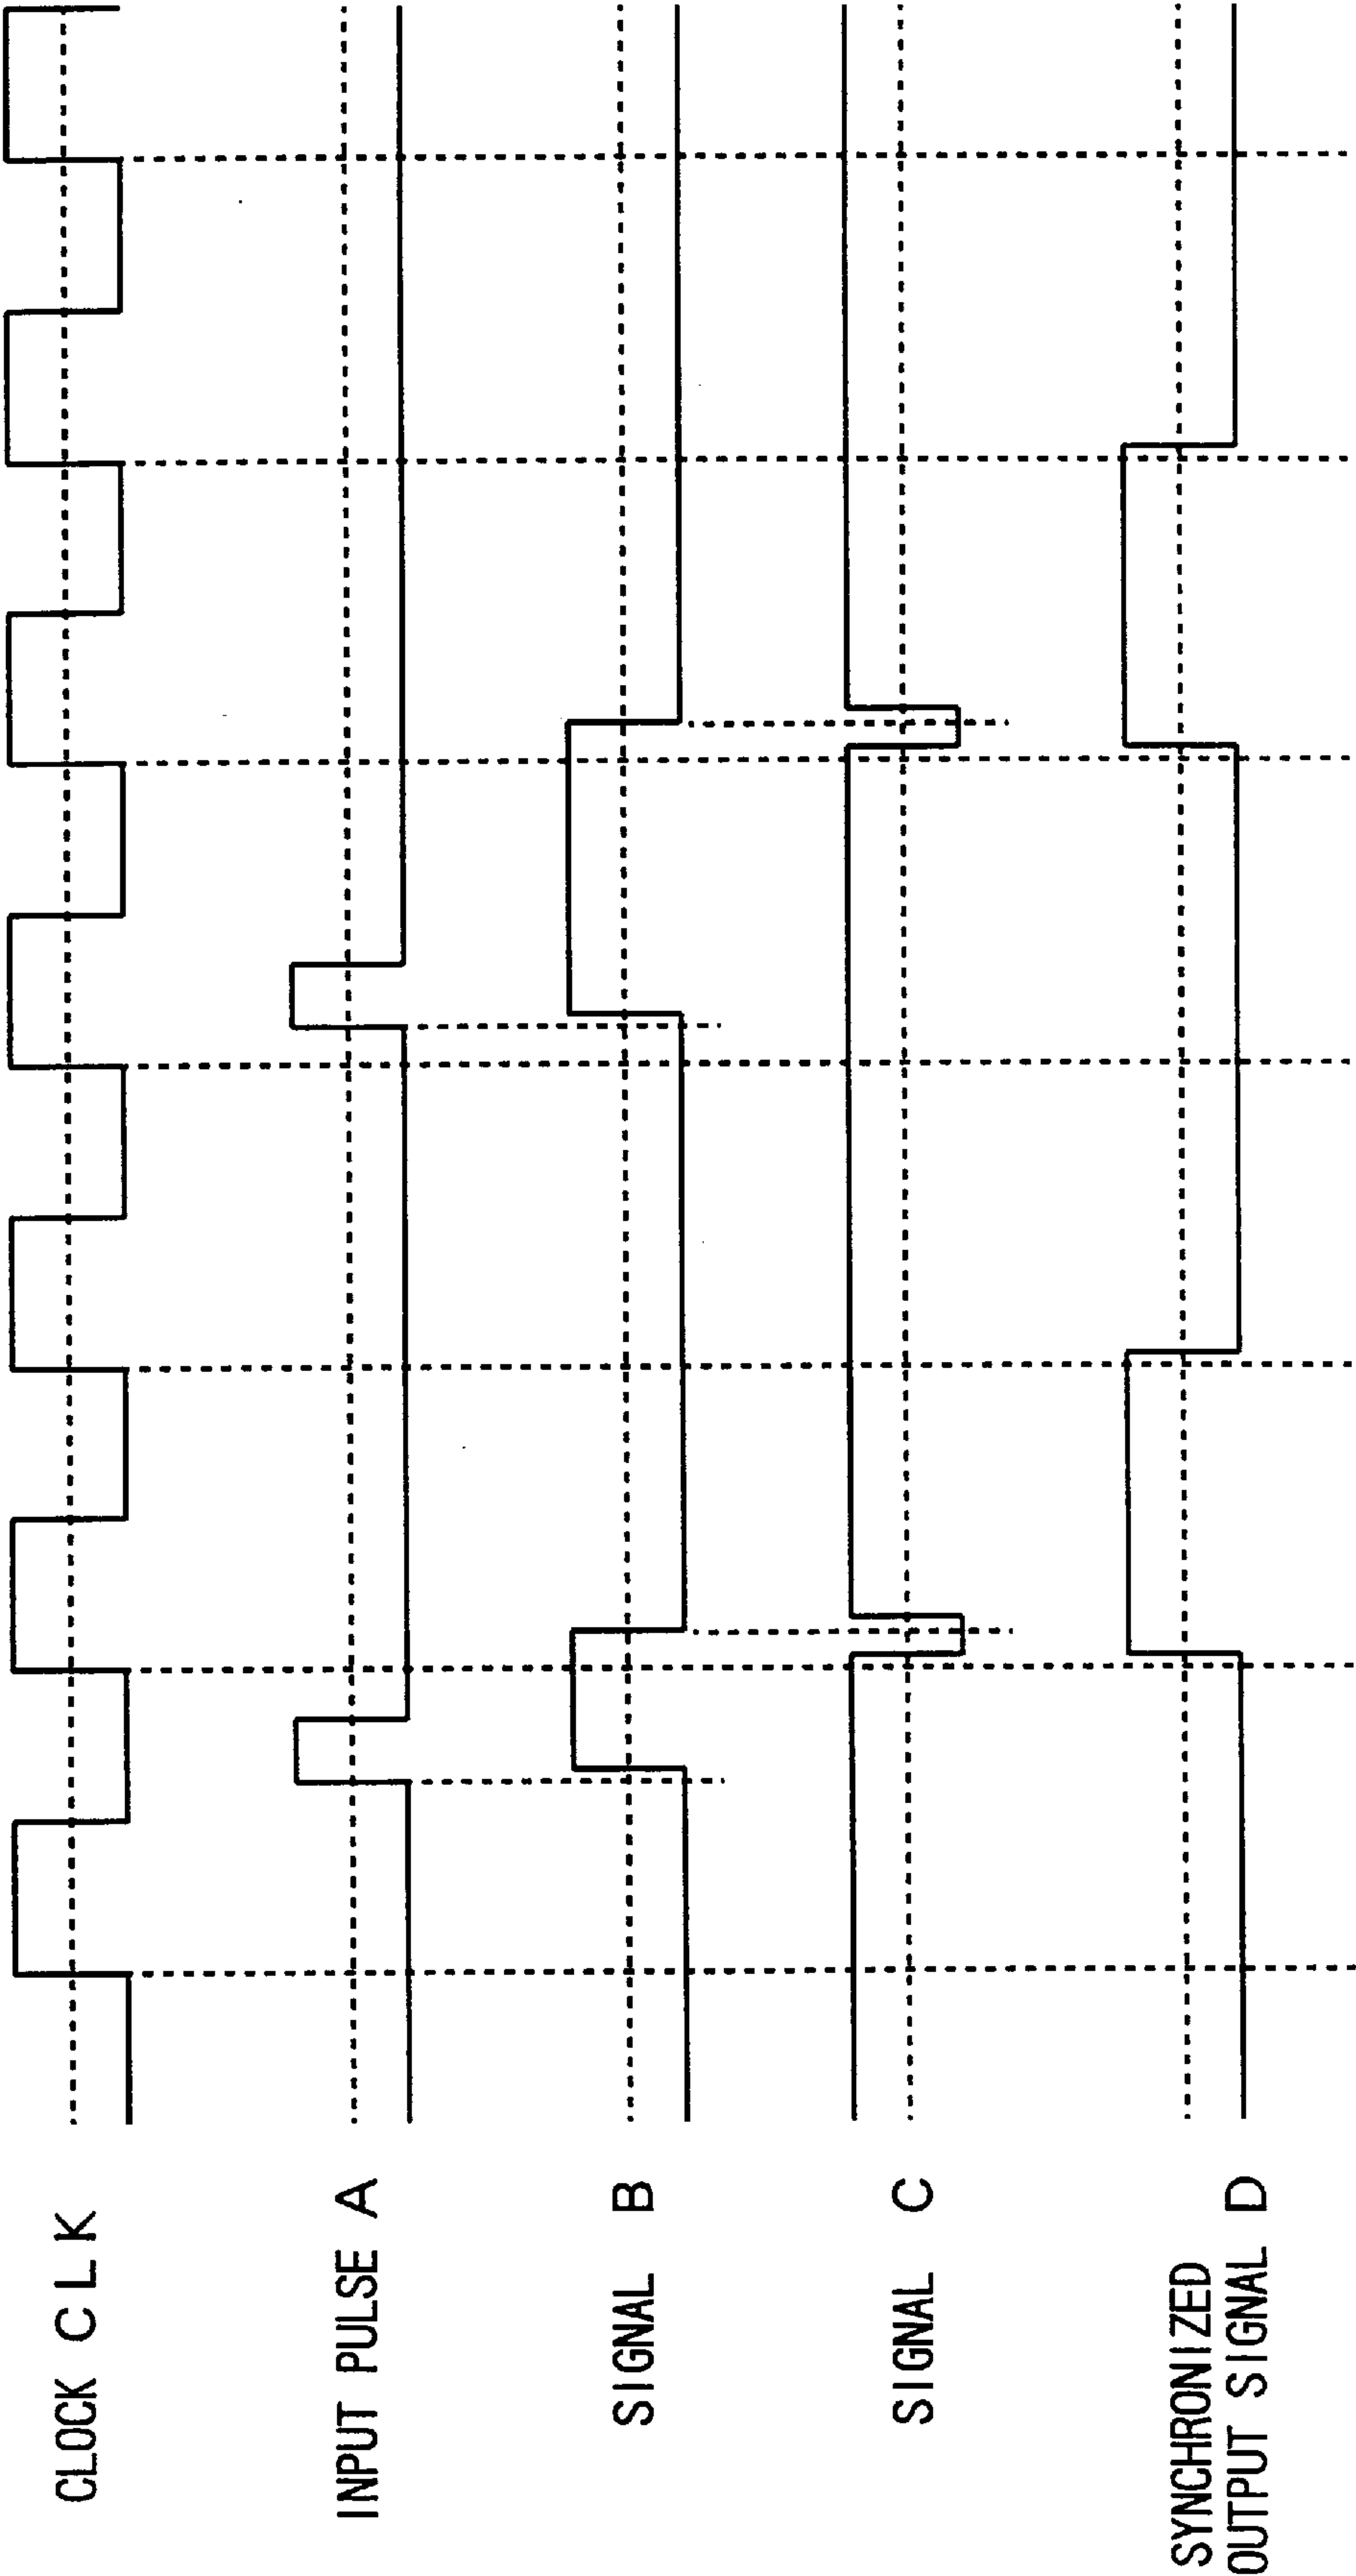 CLOCK CLK
INPUT PULSE A
SIGNAL B
SIGNAL C
SYNCHRONIZED
OUTPUT SIGNAL D